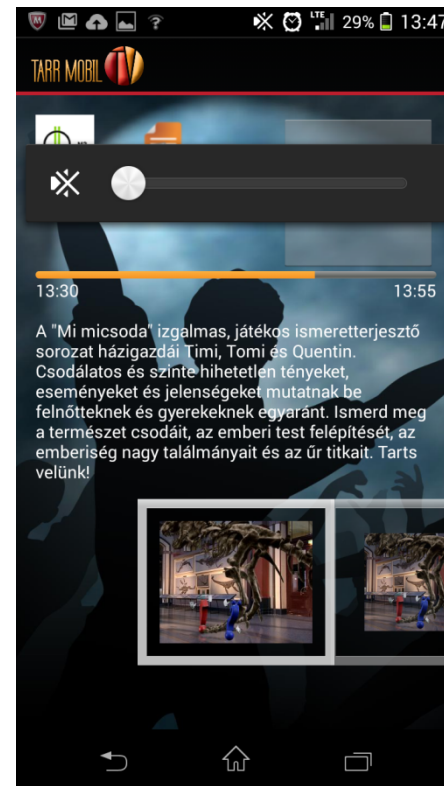 LTE 29% 13:47
TARR MOBIL TV
13:30 13:55
A "Mi micsoda" izgalmas, játékos ismeretterjesztő
sorozat házigazdái Timi, Tomi és Quentin.
Csodálatos és szinte hihetetlen tényeket,
eseményeket és jelenségeket mutatnak be
felnőtteknek és gyerekeknek egyaránt. Ismerd meg
a természet csodáit, az emberi test felépítését, az
emberiség nagy találmányait és az űr titkait. Tarts
velünk!